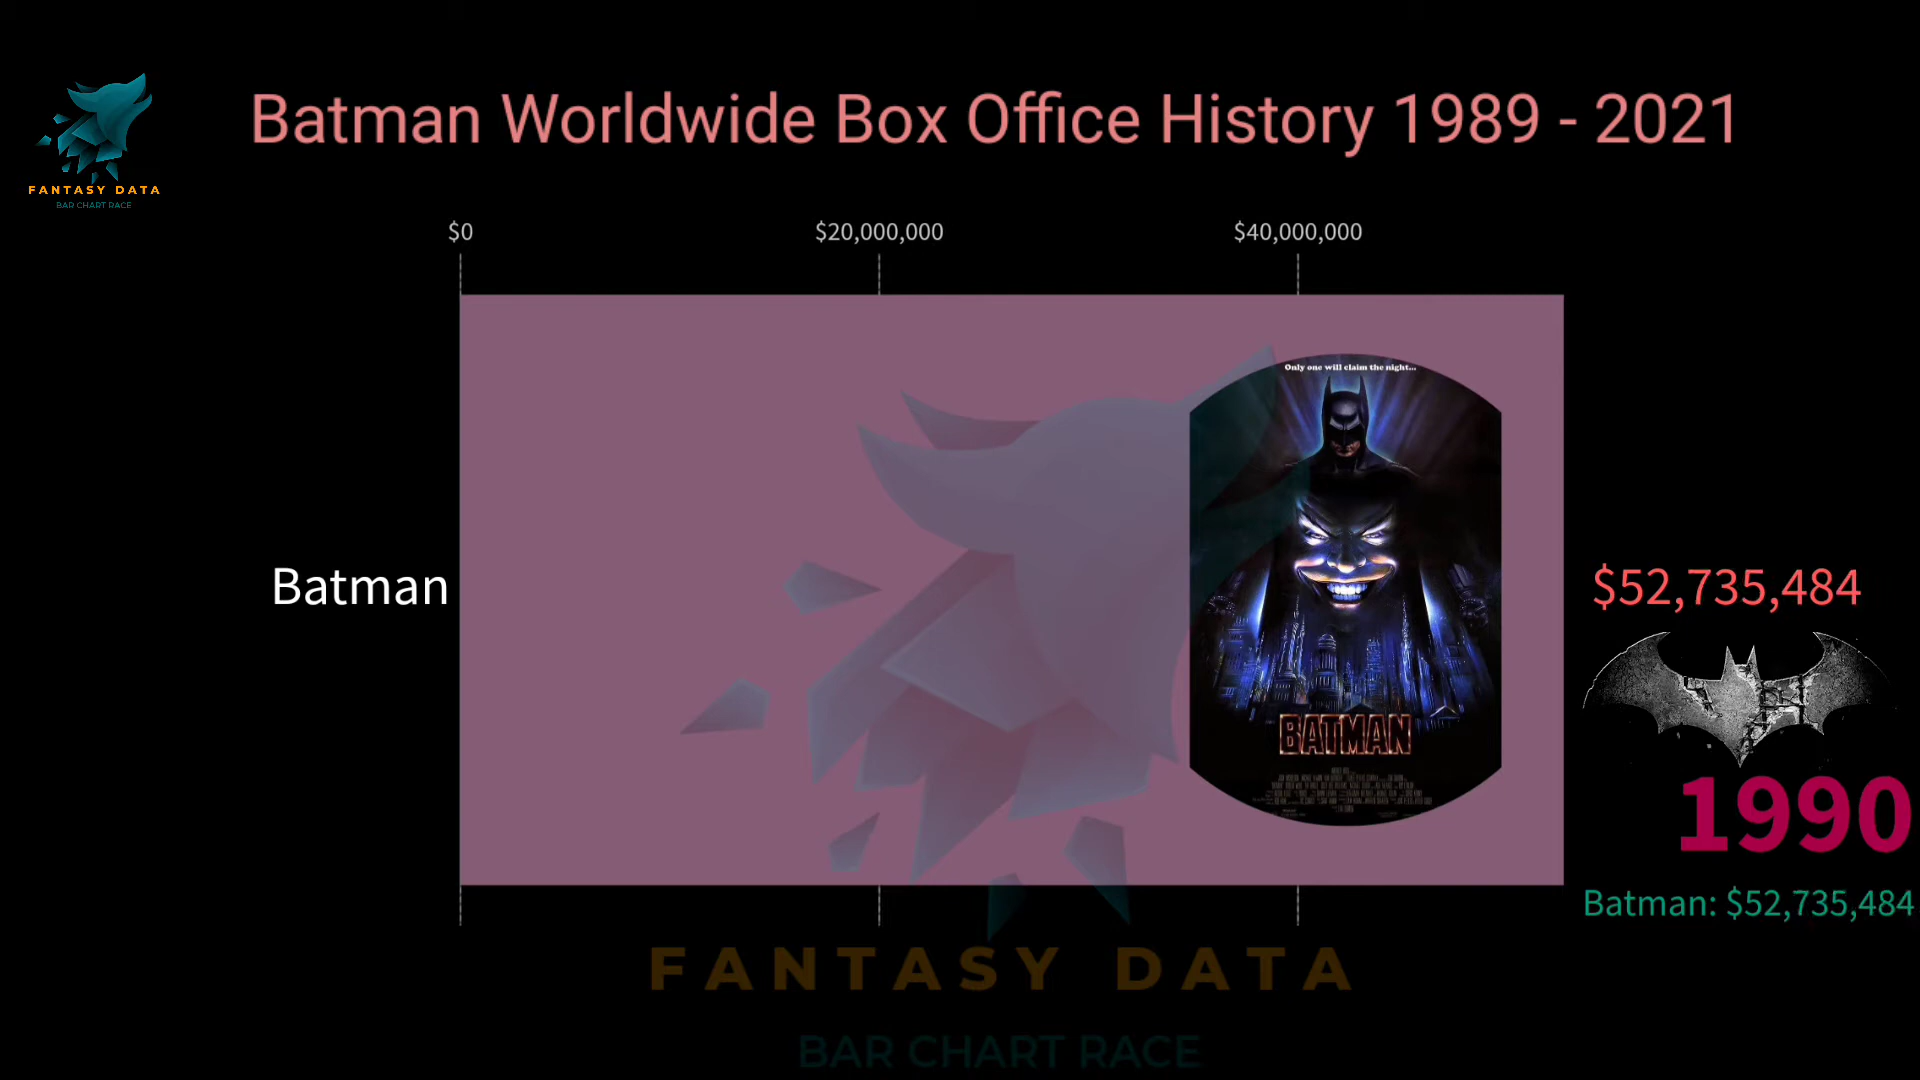 Batman Worldwide Box Office History 1989 - 2021
FANTASY DATA
BAR CHART RACE
$0
$20,000,000
$40,000,000
Only one will claim the night...
Batman
$52,735,484
BATMAN
1990
Batman: $52,735,484
FANTASY DATA
BAR CHART RACE